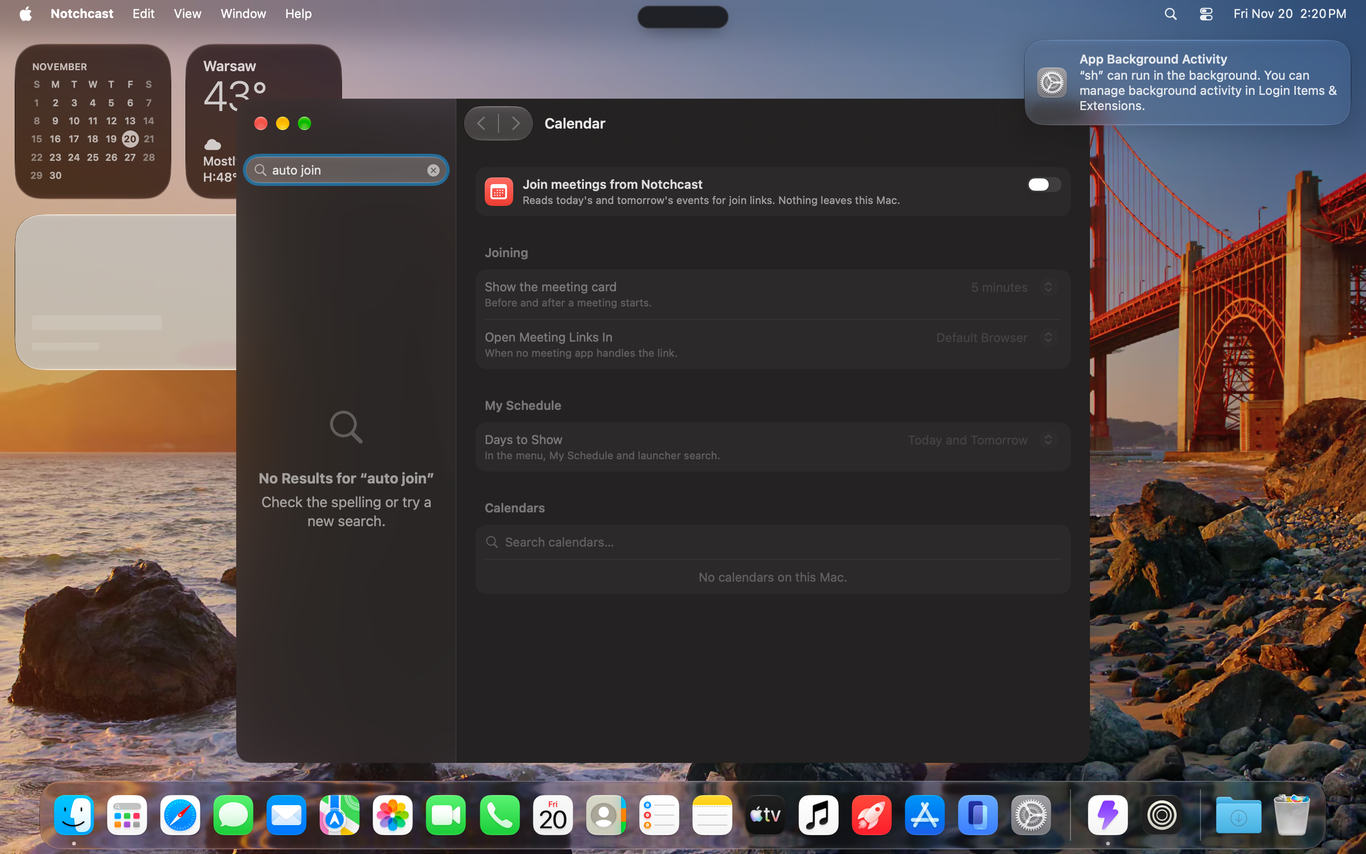 Notchcast Edit View Window Help
Fri Nov 20 2:20 PM
NOVEMBER
S M T W T F S
1 2 3 4 5 6 7
8 9 10 11 12 13 14
15 16 17 18 19 20 21
22 23 24 25 26 27 28
29 30
Warsaw
43°
Mostl
H:48°
App Background Activity
“sh” can run in the background. You can
manage background activity in Login Items &
Extensions.
auto join
No Results for “auto join”
Check the spelling or try a
new search.
Calendar
Join meetings from Notchcast
Reads today's and tomorrow's events for join links. Nothing leaves this Mac.
Joining
Show the meeting card
5 minutes
Before and after a meeting starts.
Open Meeting Links In
Default Browser
When no meeting app handles the link.
My Schedule
Days to Show
Today and Tomorrow
In the menu, My Schedule and launcher search.
Calendars
Search calendars...
No calendars on this Mac.
Fri
20
tv